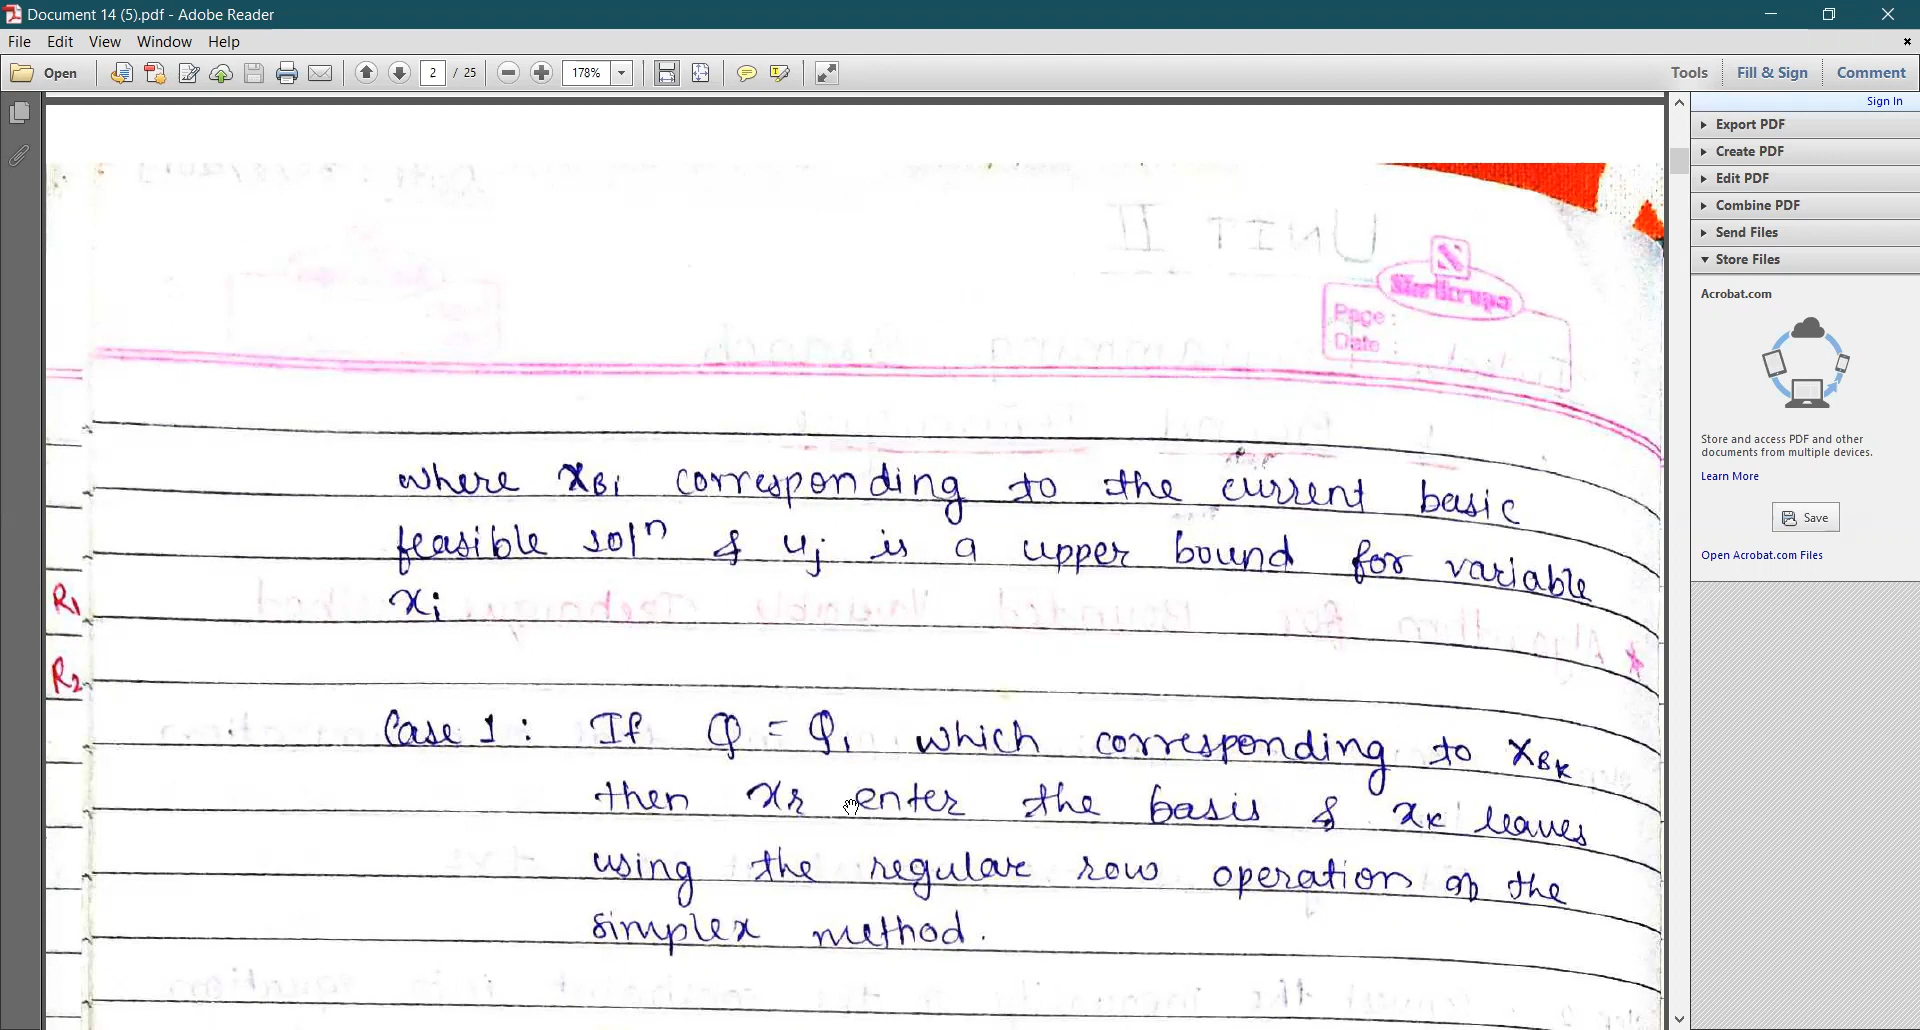 Document 14 (5).pdf - Adobe Reader
File Edit View Window Help
Open 2 / 25 178% Tools Fill & Sign Comment
Sign In
Export PDF
Create PDF
Edit PDF
Combine PDF
Send Files
Store Files
Acrobat.com
Store and access PDF and other
documents from multiple devices.
Learn More
Save
Open Acrobat.com Files
UNIT II
Page :
Date :
where xBi corresponding to the current basic
feasible solⁿ & uj is a upper bound for variable
xi
R1
R2
Case 1 : If φ = φ1 which corresponding to xBk
then xr enter the basis & xk leaves
using the regular row operation of the
simplex method.